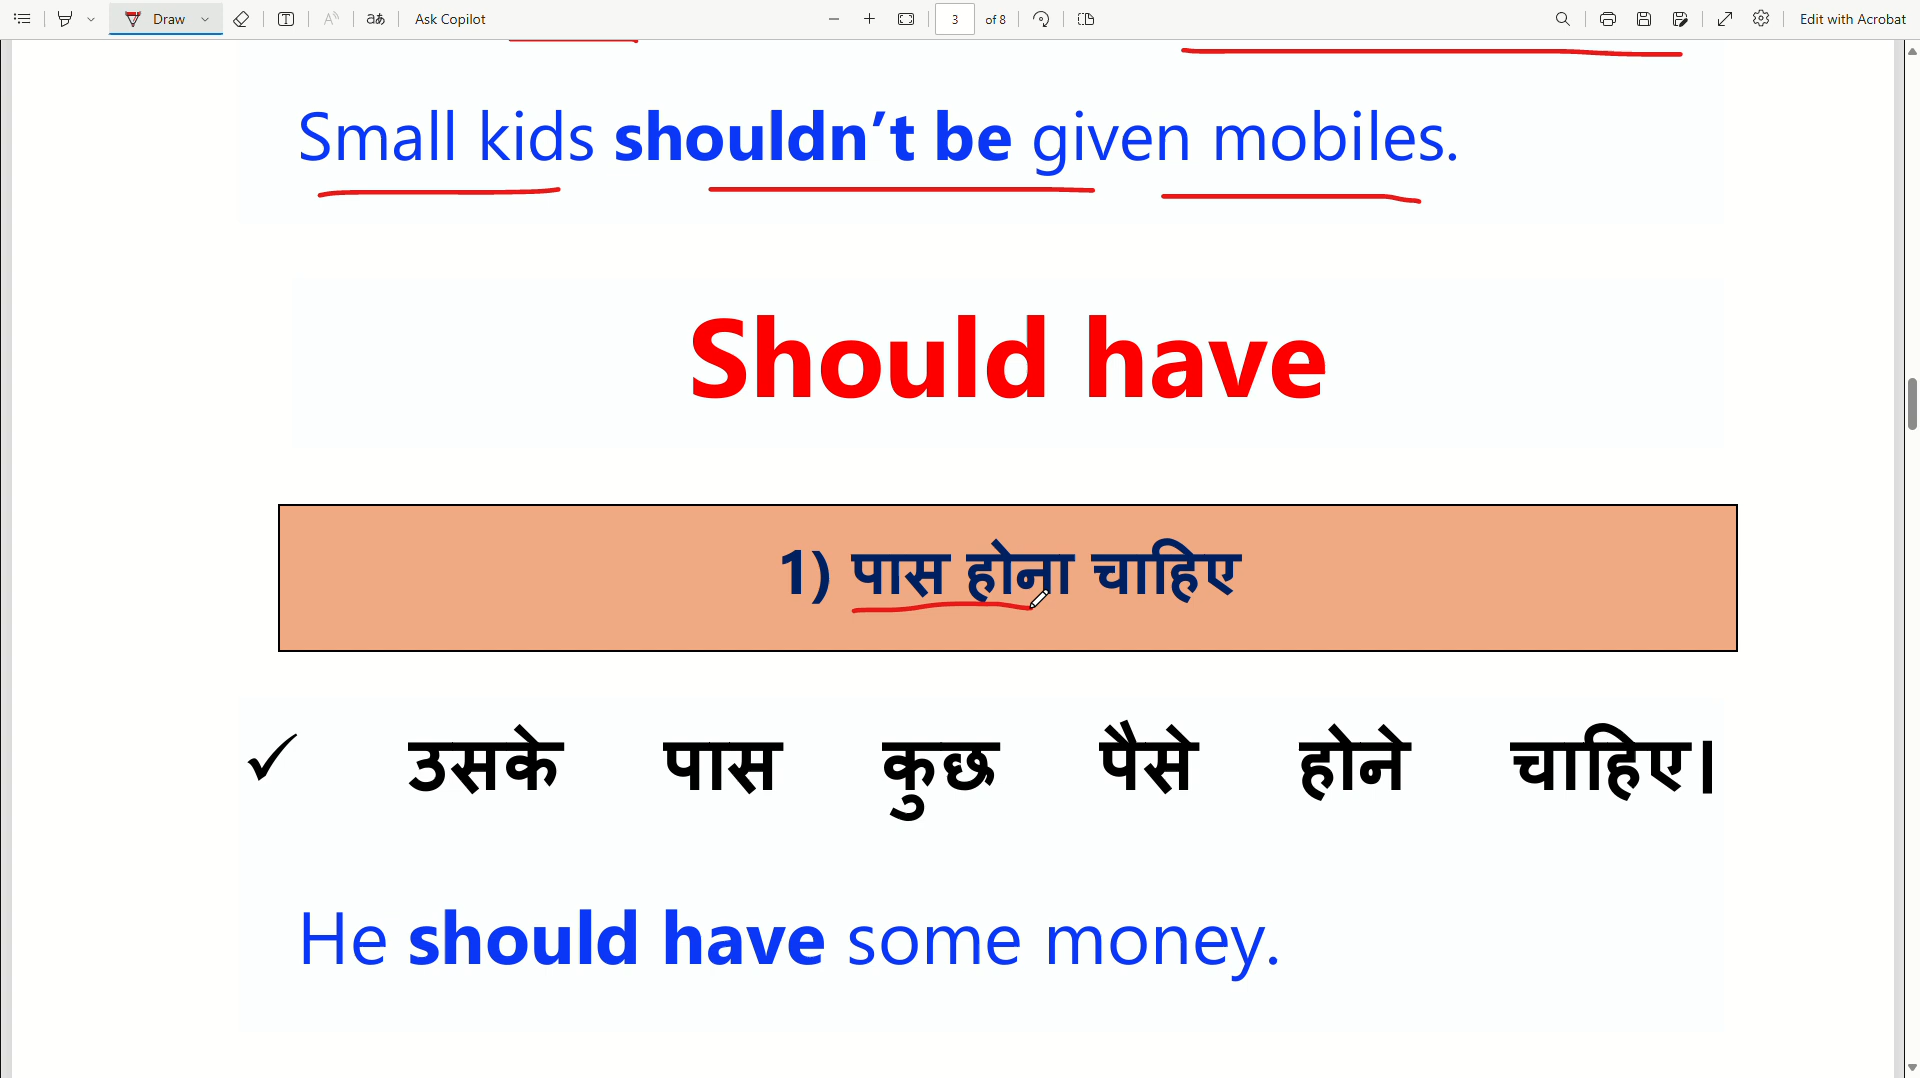 Draw
Ask Copilot
3 of 8
Edit with Acrobat
Small kids shouldn’t be given mobiles.
Should have
1) पास होना चाहिए
✓ उसके पास कुछ पैसे होने चाहिए।
He should have some money.